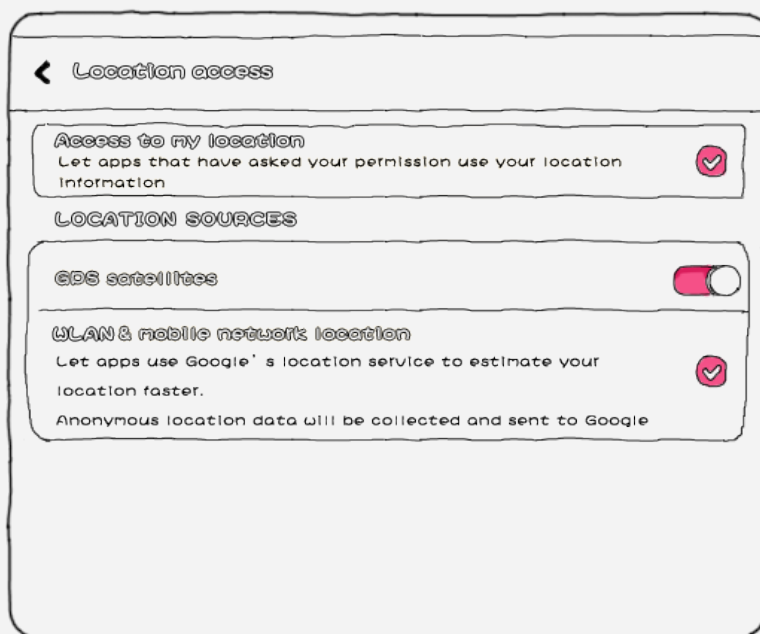 Location access
Access to my location
Let apps that have asked your permission use your location
information
LOCATION SOURCES
GPS satellites
WLAN & mobile network location
Let apps use Google's location service to estimate your
location faster.
Anonymous location data will be collected and sent to Google